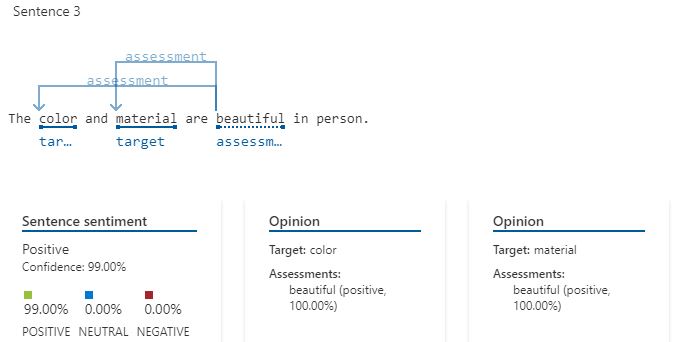 Sentence 3
assessment
assessment
The color and material are beautiful in person.
tar... target assessm...
Sentence sentiment
Positive
Confidence: 99.00%
99.00% 0.00% 0.00%
POSITIVE NEUTRAL NEGATIVE
Opinion
Target: color
Assessments:
beautiful (positive,
100.00%)
Opinion
Target: material
Assessments:
beautiful (positive,
100.00%)